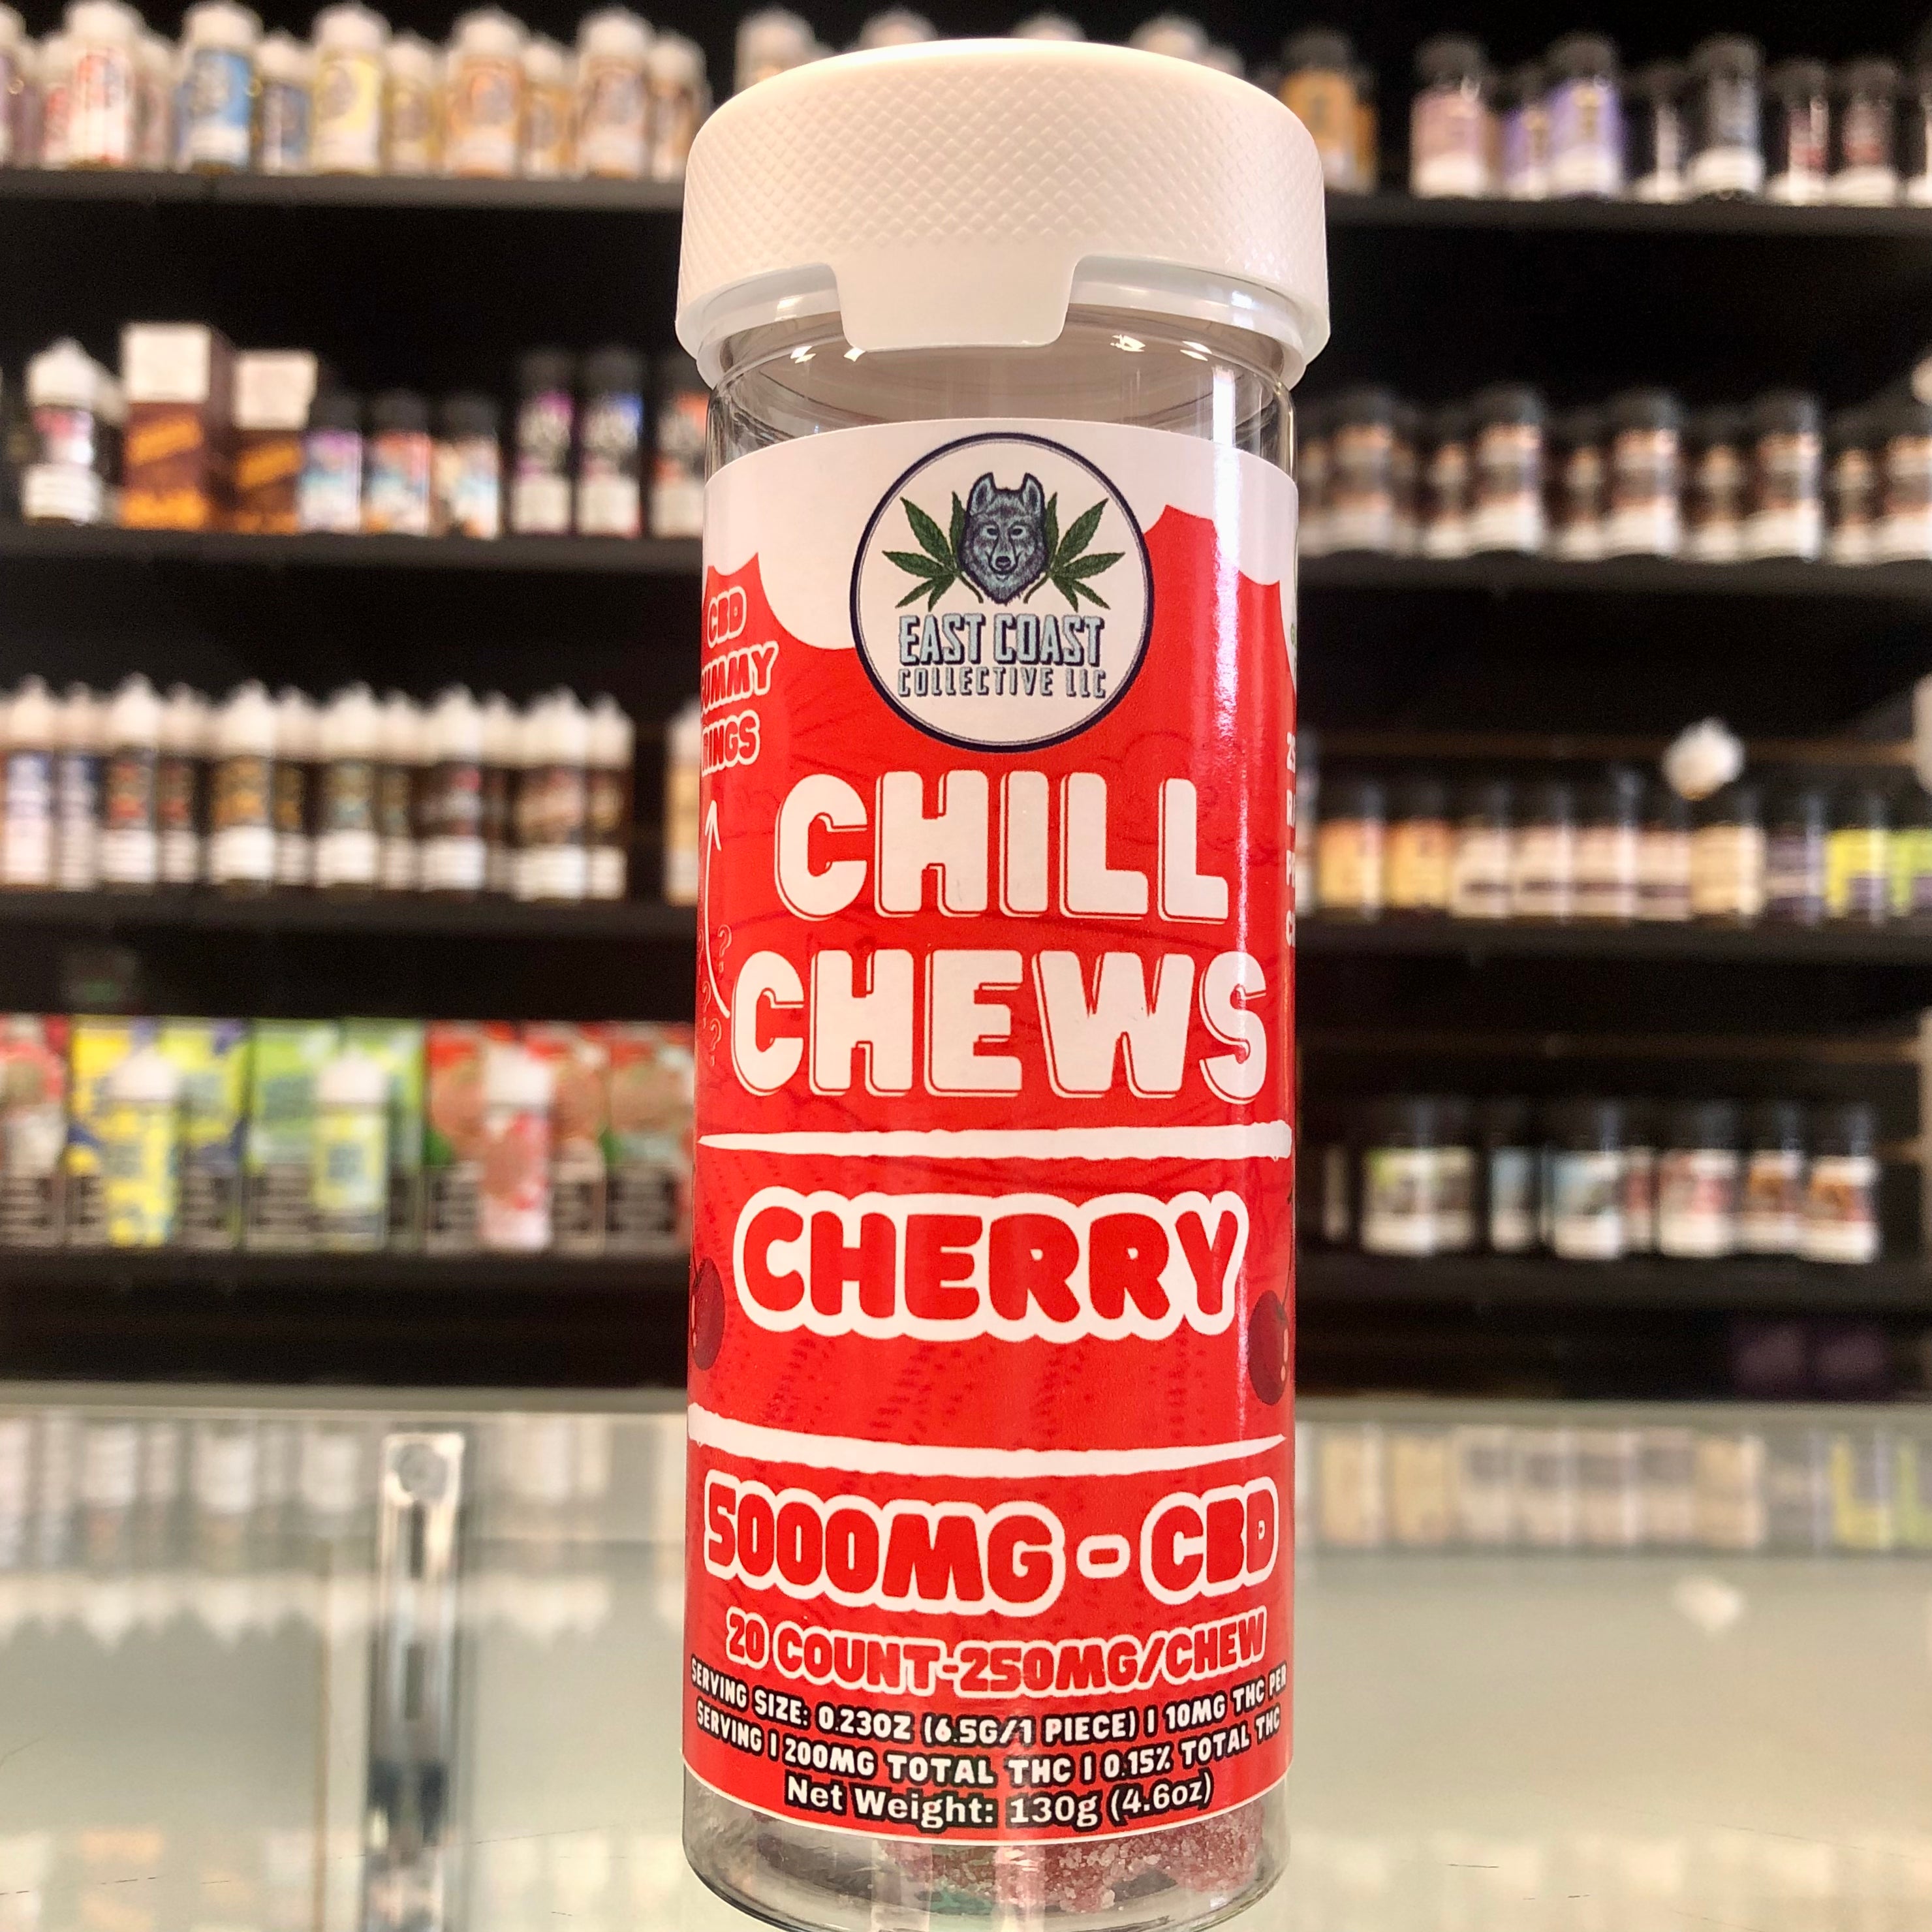 EAST COAST
COLLECTIVE LLC
CBD
GUMMY
RINGS
CHILL
CHEWS
CHERRY
5000MG - CBD
20 COUNT-250MG/CHEW
SERVING SIZE: 0.23OZ (6.5G/1 PIECE) | 10MG THC PER
SERVING | 200MG TOTAL THC | 0.15% TOTAL THC
Net Weight: 130g (4.6oz)